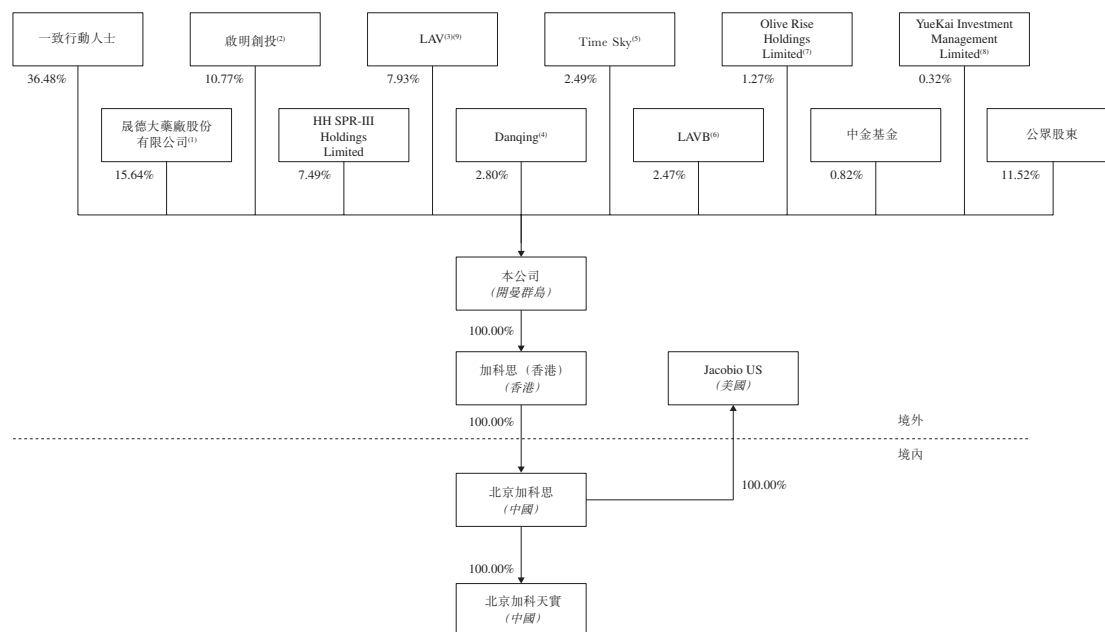 一致行動人士
啟明創投(2)
LAV(3)(9)
Time Sky(5)
Olive Rise
Holdings
Limited(7)
YueKai Investment
Management
Limited(8)
36.48%
10.77%
7.93%
2.49%
1.27%
0.32%
晟德大藥廠股份
有限公司(1)
HH SPR-III
Holdings
Limited
Danqing(4)
LAVB(6)
中金基金
公眾股東
15.64%
7.49%
2.80%
2.47%
0.82%
11.52%
本公司
(開曼群島)
100.00%
加科思（香港）
(香港)
Jacobio US
(美國)
100.00%
境外
境內
北京加科思
(中國)
100.00%
100.00%
北京加科天實
(中國)